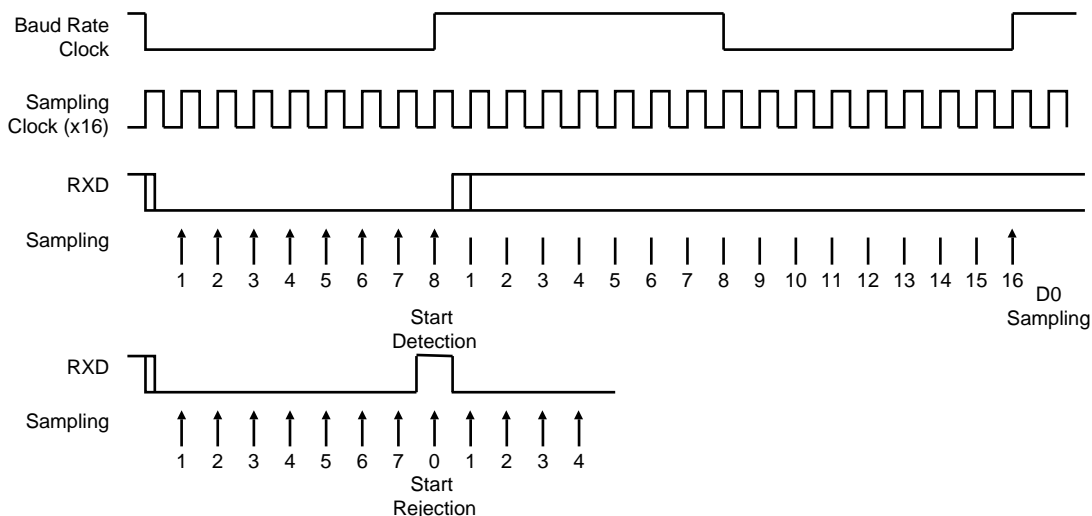 Baud Rate
Clock
Sampling
Clock (x16)
RXD
Sampling
1 2 3 4 5 6 7 8 1 2 3 4 5 6 7 8 9 10 11 12 13 14 15 16
D0
Sampling
Start
Detection
RXD
Sampling
1 2 3 4 5 6 7 0 1 2 3 4
Start
Rejection